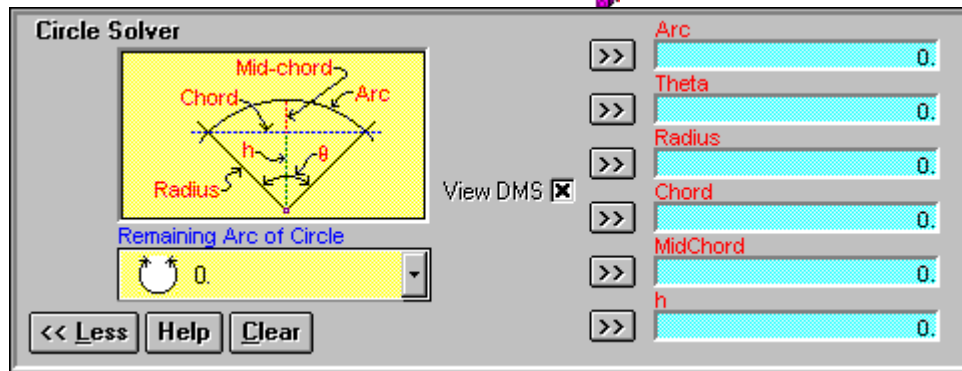 Circle Solver
Mid-chord
Chord
Arc
h
θ
Radius
View DMS
Remaining Arc of Circle
0.
<< Less
Help
Clear
Arc
>>
0.
Theta
>>
0.
Radius
>>
0.
Chord
>>
0.
MidChord
>>
0.
h
>>
0.